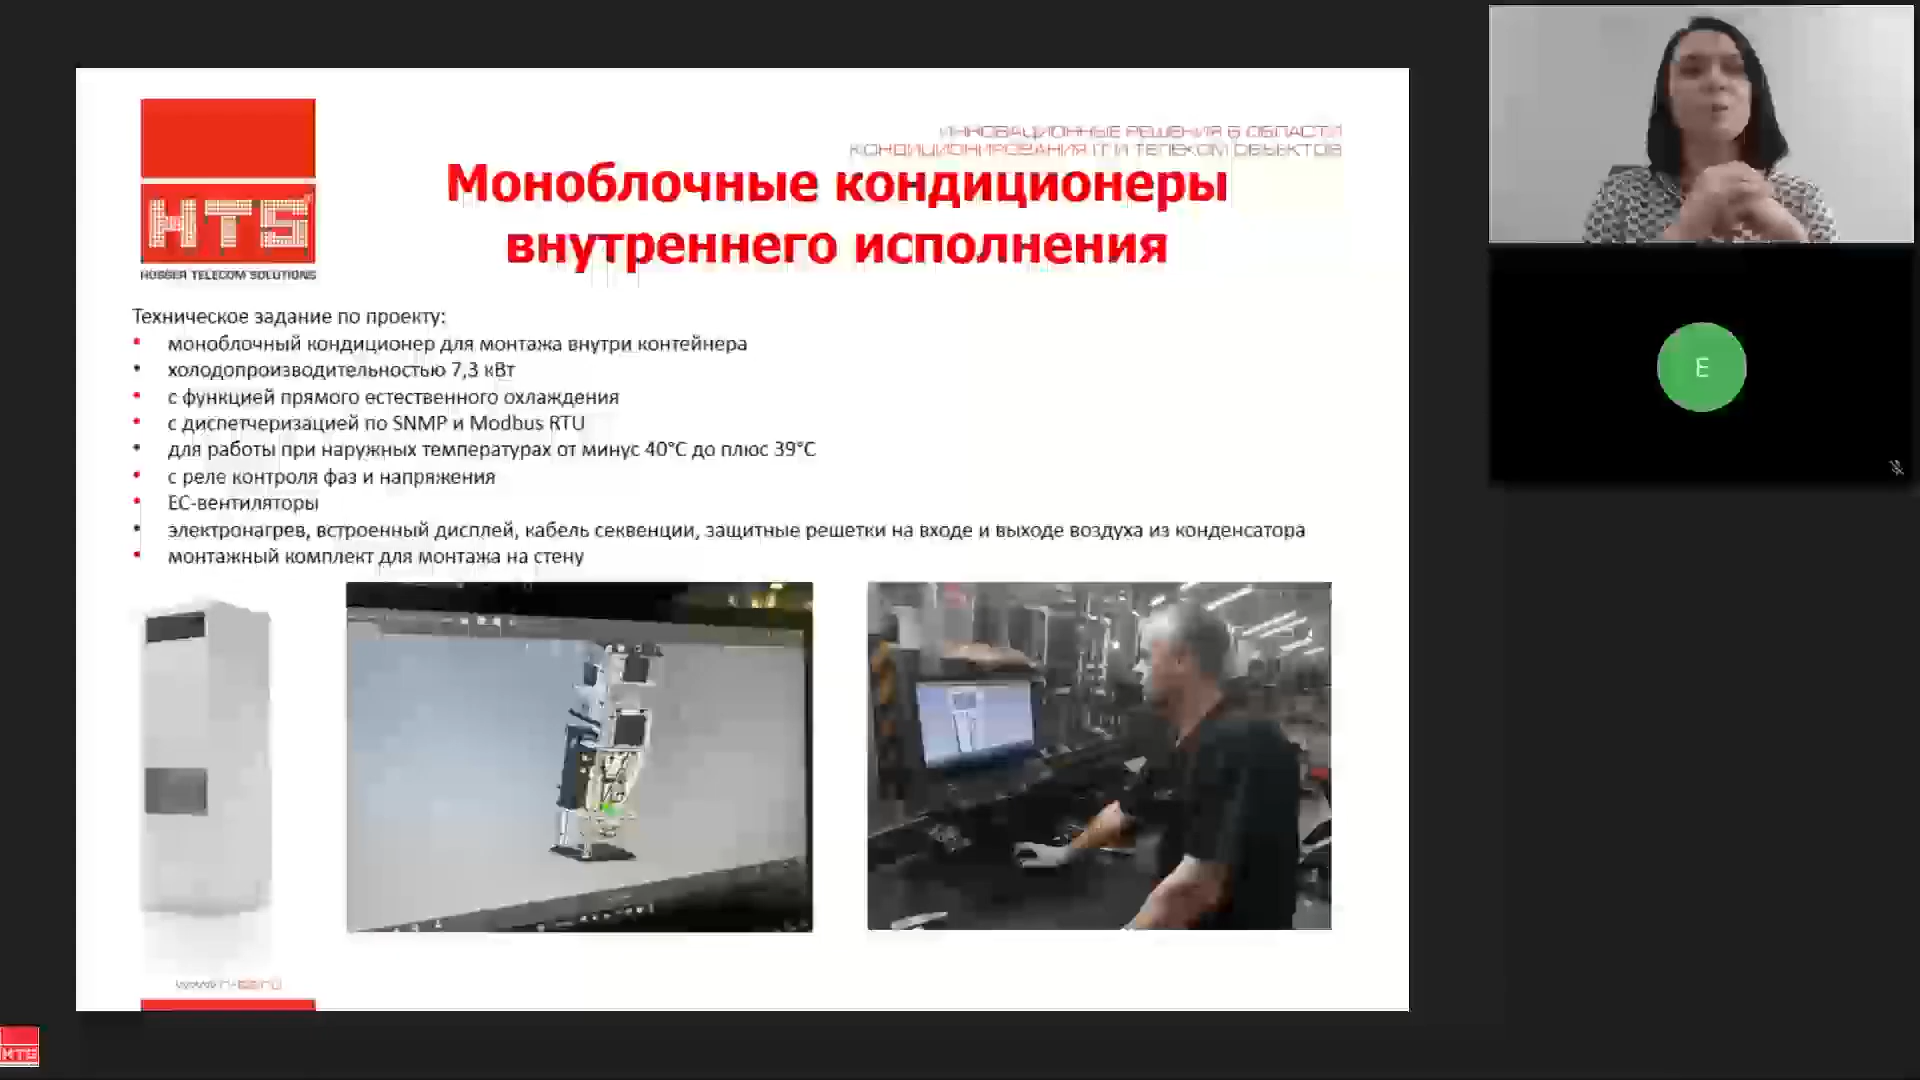 HTS
HOSSER TELECOM SOLUTIONS
ИННОВАЦИОННЫЕ РЕШЕНИЯ В ОБЛАСТИ
КОНДИЦИОНИРОВАНИЯ IT И ТЕЛЕКОМ ОБЪЕКТОВ
Моноблочные кондиционеры
внутреннего исполнения
Техническое задание по проекту:
• моноблочный кондиционер для монтажа внутри контейнера
• холодопроизводительностью 7,3 кВт
• с функцией прямого естественного охлаждения
• с диспетчеризацией по SNMP и Modbus RTU
• для работы при наружных температурах от минус 40°С до плюс 39°С
• с реле контроля фаз и напряжения
• ЕС-вентиляторы
• электронагрев, встроенный дисплей, кабель секвенции, защитные решетки на входе и выходе воздуха из конденсатора
• монтажный комплект для монтажа на стену
E
HTS